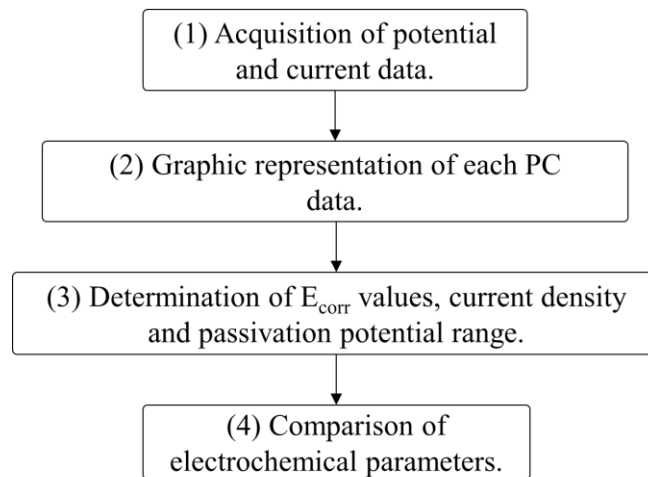 (1) Acquisition of potential
and current data.
(2) Graphic representation of each PC
data.
(3) Determination of Ecorr values, current density
and passivation potential range.
(4) Comparison of
electrochemical parameters.